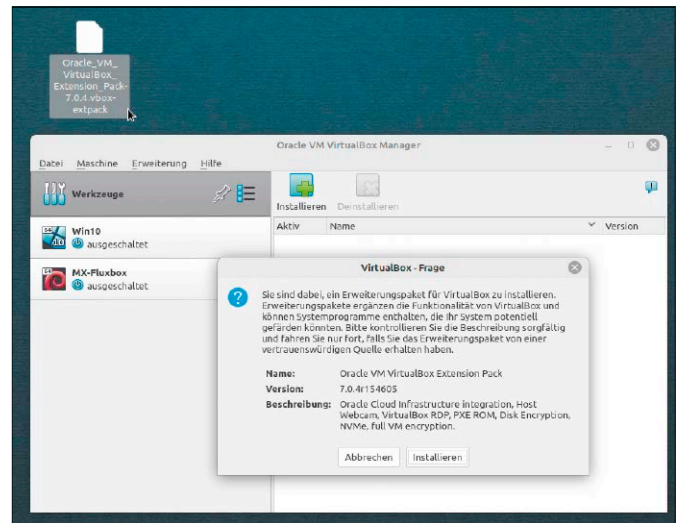 Oracle_VM_
VirtualBox_
Extension_Pack-
7.0.4.vbox-
extpack
Oracle VM VirtualBox Manager
Datei Maschine Erweiterung Hilfe
Werkzeuge
Installieren Deinstallieren
Aktiv Name Version
Win10
ausgeschaltet
MX-Fluxbox
ausgeschaltet
VirtualBox - Frage
Sie sind dabei, ein Erweiterungspaket für VirtualBox zu installieren.
Erweiterungspakete ergänzen die Funktionalität von VirtualBox und
können Systemprogramme enthalten, die Ihr System potentiell
gefärden könnten. Bitte kontrollieren Sie die Beschreibung sorgfältig
und fahren Sie nur fort, falls Sie das Erweiterungspaket von einer
vertrauenswürdigen Quelle erhalten haben.
Name: Oracle VM VirtualBox Extension Pack
Version: 7.0.4r154605
Beschreibung: Oracle Cloud Infrastructure integration, Host
Webcam, VirtualBox RDP, PXE ROM, Disk Encryption,
NVMe, full VM encryption.
Abbrechen Installieren